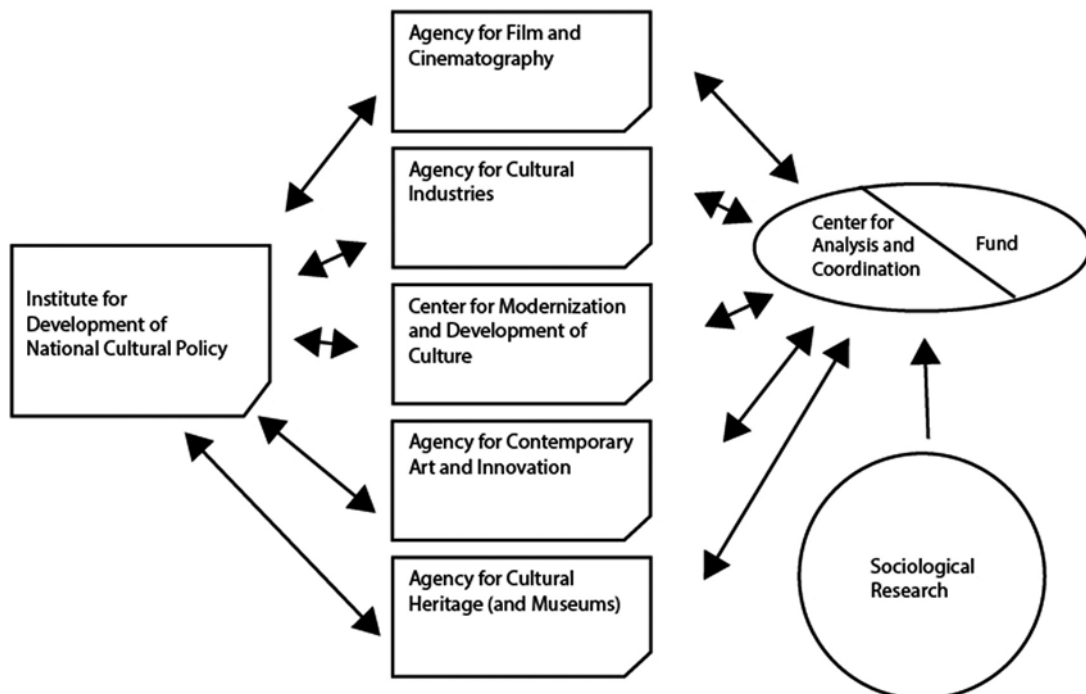 Agency for Film and
Cinematography
Agency for Cultural
Industries
Center for
Analysis and
Coordination
Fund
Institute for
Development of
National Cultural Policy
Center for Modernization
and Development of
Culture
Agency for Contemporary
Art and Innovation
Agency for Cultural
Heritage (and Museums)
Sociological
Research